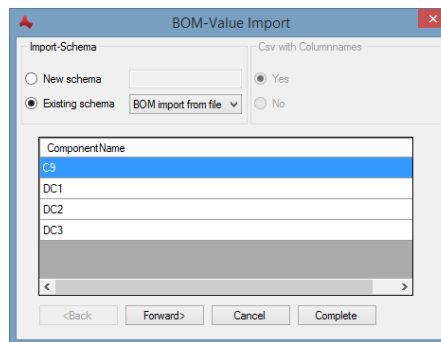 BOM-Value Import
Import-Schema
Csv with Columnnames
New schema
Yes
Existing schema
BOM import from file
No
ComponentName
C9
DC1
DC2
DC3
<Back
Forward>
Cancel
Complete